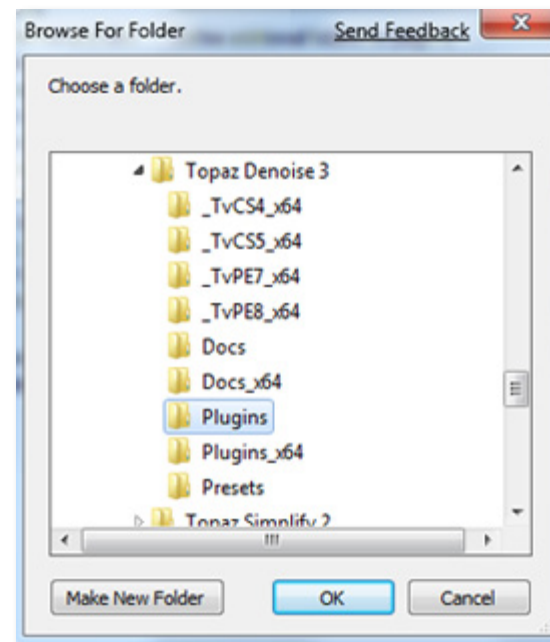 Browse For Folder Send Feedback
Choose a folder.
Topaz Denoise 3
_TvCS4_x64
_TvCS5_x64
_TvPE7_x64
_TvPE8_x64
Docs
Docs_x64
Plugins
Plugins_x64
Presets
Topaz Simplify 2
Make New Folder OK Cancel